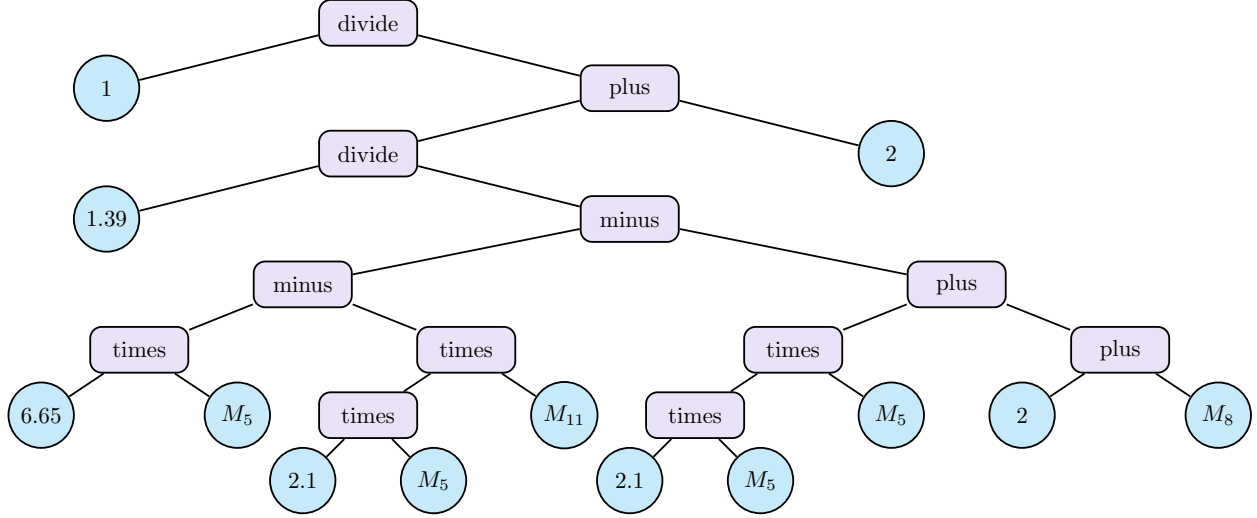 divide
1
plus
divide
2
1.39
minus
minus
plus
times
times
times
plus
6.65
M₅
times
M₁₁
times
M₅
2
M₈
2.1
M₅
2.1
M₅